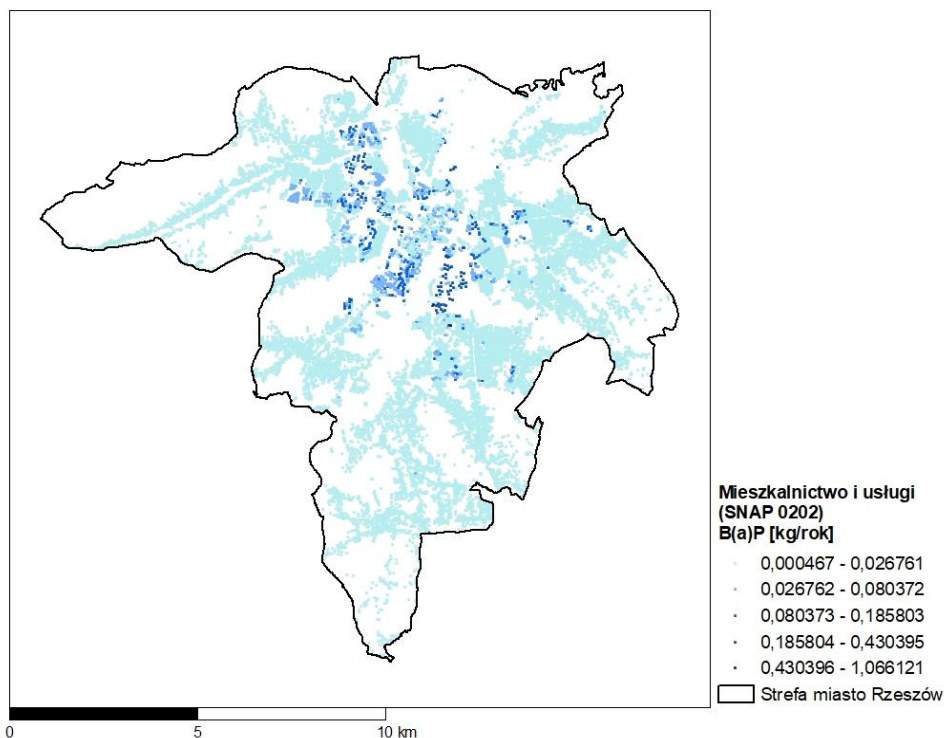 Mieszkalnictwo i usługi
(SNAP 0202)
B(a)P [kg/rok]
0,000467 - 0,026761
0,026762 - 0,080372
0,080373 - 0,185803
0,185804 - 0,430395
0,430396 - 1,066121
Strefa miasto Rzeszów
0 5 10 km